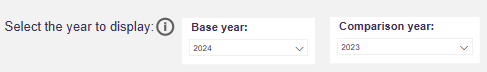 Select the year to display:
Base year:
2024
Comparison year:
2023